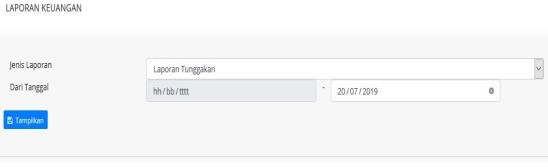 LAPORAN KEUANGAN
Jenis Laporan Laporan Tunggakan
Dari Tanggal hh / bb / tttt - 20 / 07 / 2019
Tampilkan